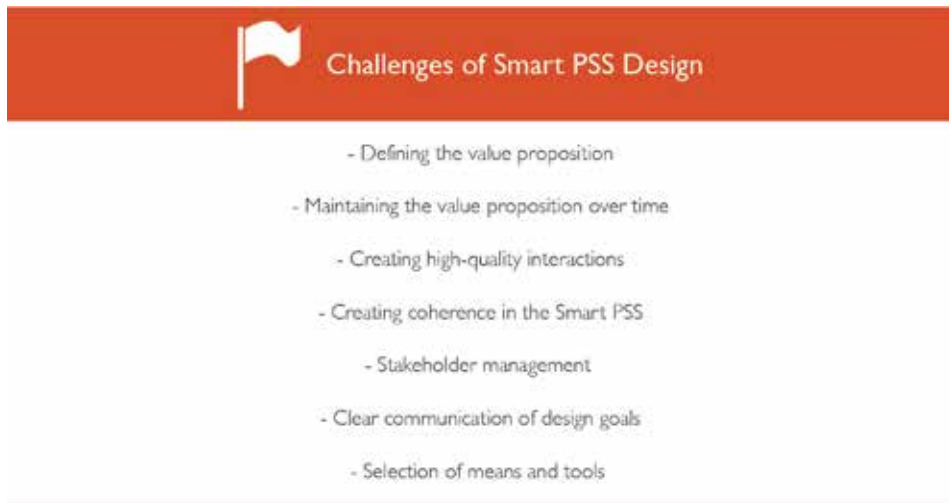 Challenges of Smart PSS Design
- Defining the value proposition
- Maintaining the value proposition over time
- Creating high-quality interactions
- Creating coherence in the Smart PSS
- Stakeholder management
- Clear communication of design goals
- Selection of means and tools